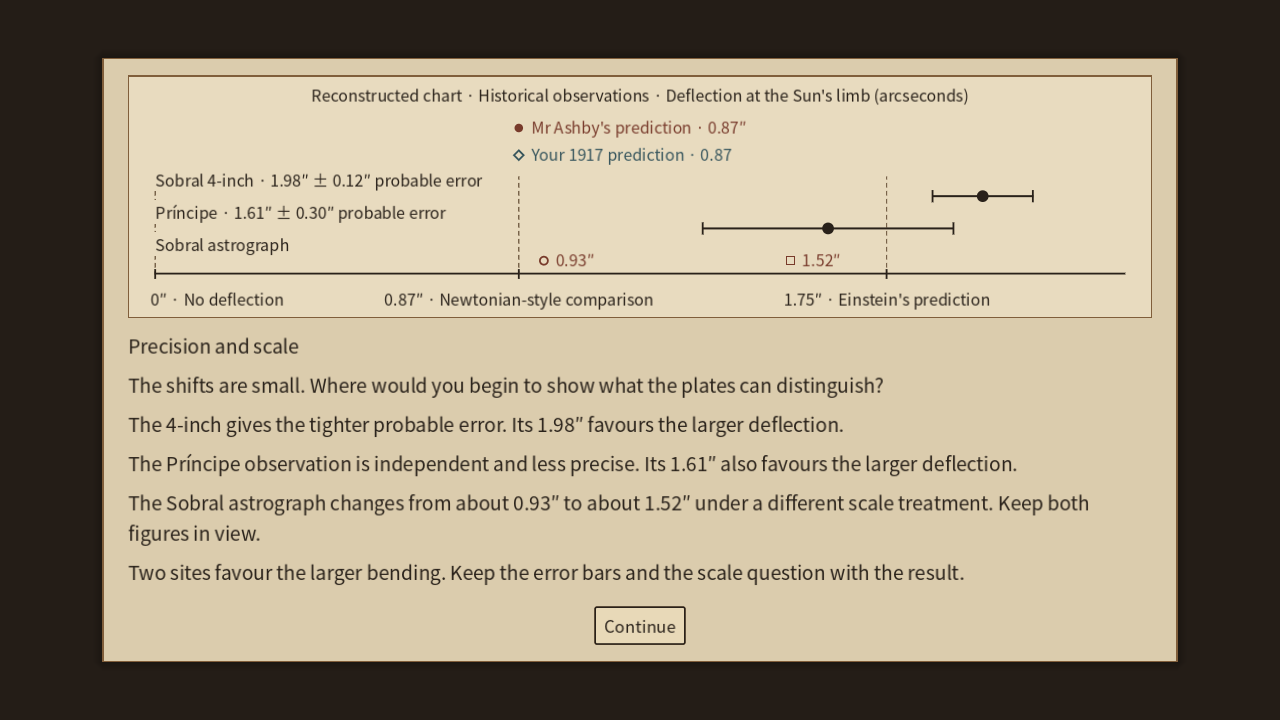 Reconstructed chart · Historical observations · Deflection at the Sun's limb (arcseconds)
Mr Ashby's prediction · 0.87″
Your 1917 prediction · 0.87
Sobral 4-inch · 1.98″ ± 0.12″ probable error
Príncipe · 1.61″ ± 0.30″ probable error
Sobral astrograph
0.93″ 1.52″
0″ · No deflection 0.87″ · Newtonian-style comparison 1.75″ · Einstein's prediction
Precision and scale
The shifts are small. Where would you begin to show what the plates can distinguish?
The 4-inch gives the tighter probable error. Its 1.98″ favours the larger deflection.
The Príncipe observation is independent and less precise. Its 1.61″ also favours the larger deflection.
The Sobral astrograph changes from about 0.93″ to about 1.52″ under a different scale treatment. Keep both
figures in view.
Two sites favour the larger bending. Keep the error bars and the scale question with the result.
Continue